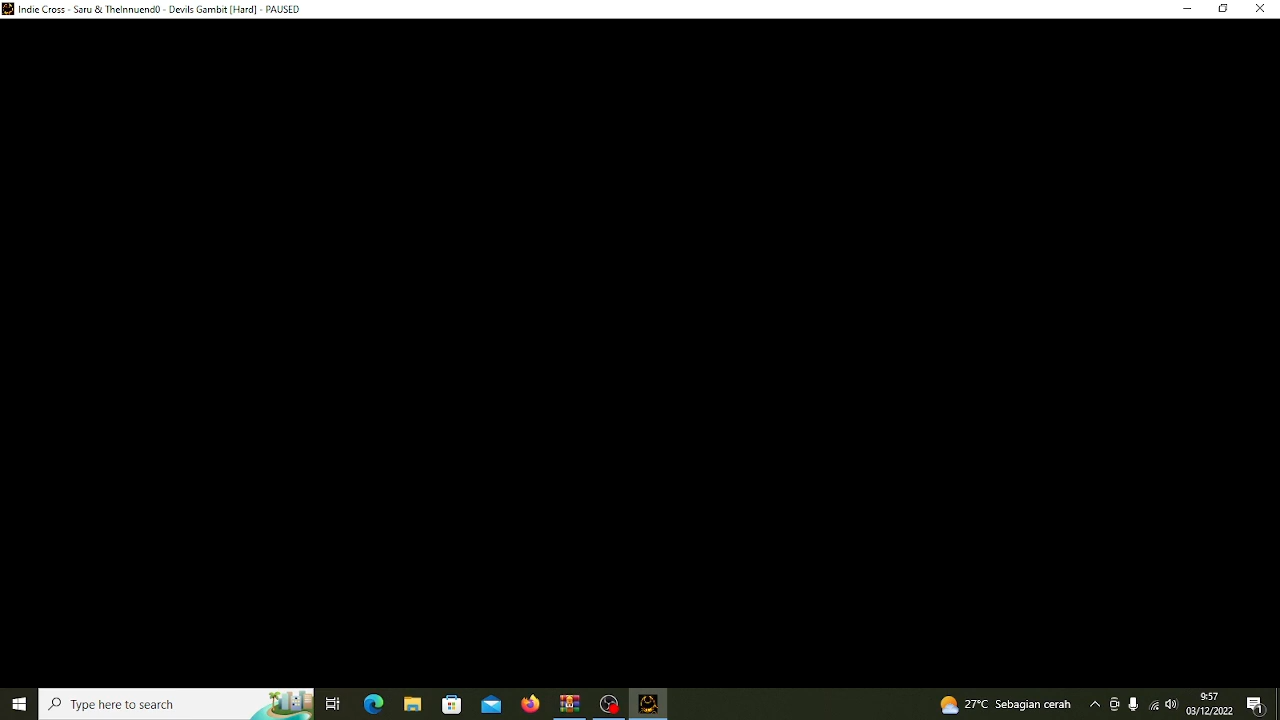 Indie Cross - Saru & TheInnuend0 - Devils Gambit [Hard] - PAUSED
Type here to search
27°C Sebagian cerah
9:57
03/12/2022
1